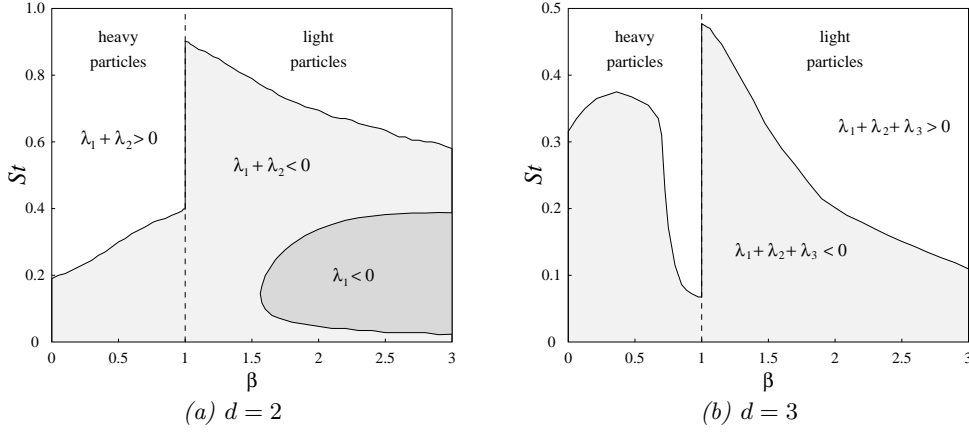 1.0
0.8
0.6
0.4
0.2
0
St
heavy
particles
light
particles
λ1 + λ2 > 0
λ1 + λ2 < 0
λ1 < 0
0 0.5 1 1.5 2 2.5 3
β
(a) d = 2
0.5
0.4
0.3
0.2
0.1
0
St
heavy
particles
light
particles
λ1 + λ2 + λ3 > 0
λ1 + λ2 + λ3 < 0
0 0.5 1 1.5 2 2.5 3
β
(b) d = 3